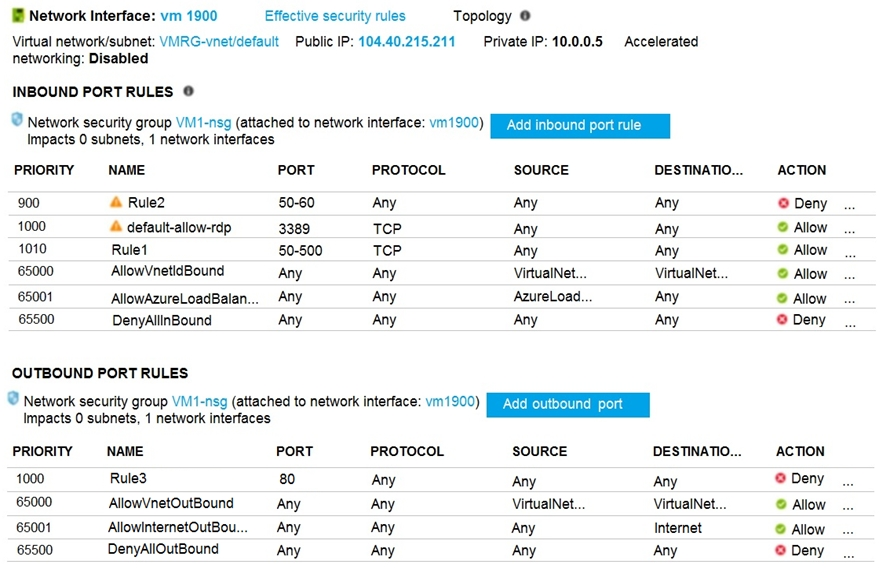 Network Interface: vm 1900 Effective security rules Topology
Virtual network/subnet: VMRG-vnet/default Public IP: 104.40.215.211 Private IP: 10.0.0.5 Accelerated
networking: Disabled
INBOUND PORT RULES
Network security group VM1-nsg (attached to network interface: vm1900) Add inbound port rule
Impacts 0 subnets, 1 network interfaces
PRIORITY NAME PORT PROTOCOL SOURCE DESTINATIO... ACTION
900 Rule2 50-60 Any Any Any Deny ...
1000 default-allow-rdp 3389 TCP Any Any Allow ...
1010 Rule1 50-500 TCP Any Any Allow ...
65000 AllowVnetIdBound Any Any VirtualNet... VirtualNet... Allow ...
65001 AllowAzureLoadBalan... Any Any AzureLoad... Any Allow ...
65500 DenyAllInBound Any Any Any Any Deny ...
OUTBOUND PORT RULES
Network security group VM1-nsg (attached to network interface: vm1900) Add outbound port
Impacts 0 subnets, 1 network interfaces
PRIORITY NAME PORT PROTOCOL SOURCE DESTINATIO... ACTION
1000 Rule3 80 Any Any Any Deny ...
65000 AllowVnetOutBound Any Any VirtualNet... VirtualNet... Allow ...
65001 AllowInternetOutBou... Any Any Any Internet Allow ...
65500 DenyAllOutBound Any Any Any Any Deny ...